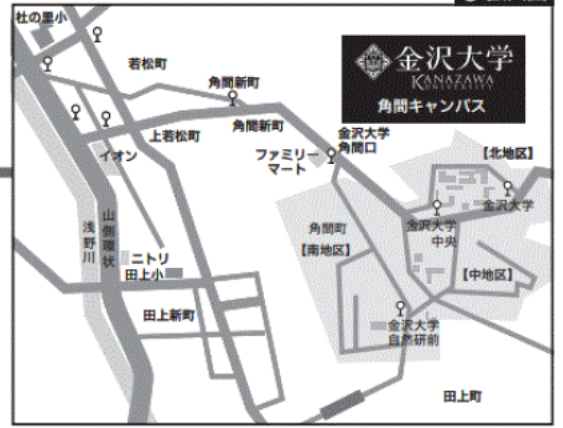 杜の里小
若松町
金沢大学
KANAZAWA
UNIVERSITY
角間キャンパス
角間新町
角間新町
上若松町
金沢大学
角間口
ファミリー
マート
【北地区】
イオン
金沢大学
金沢大学
中央
角間町
【南地区】
浅野川
山側環状
【中地区】
ニトリ
田上小
田上新町
金沢大学
自然研前
田上町